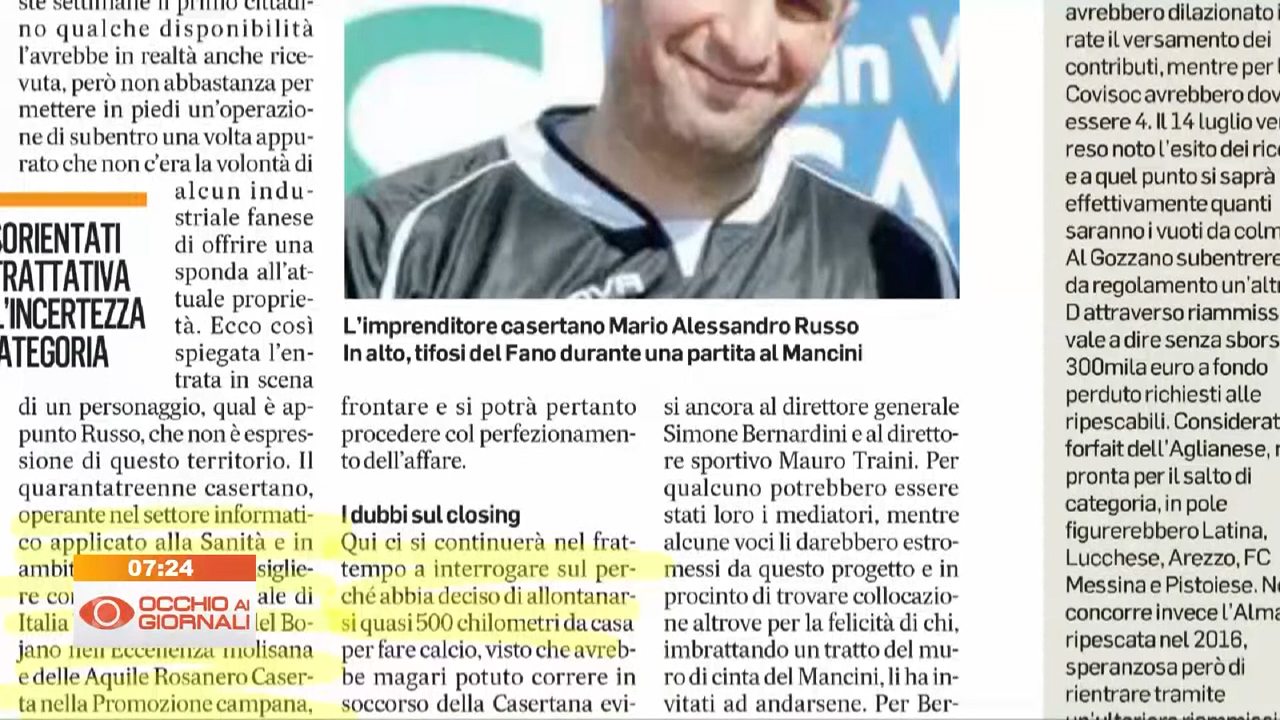 ste settimane il primo cittadi-
no qualche disponibilità
l'avrebbe in realtà anche rice-
vuta, però non abbastanza per
mettere in piedi un'operazio-
ne di subentro una volta appu-
rato che non c'era la volontà di
alcun indu-
striale fanese
di offrire una
sponda all'at-
tuale proprie-
tà. Ecco così
spiegata l'en-
trata in scena
di un personaggio, qual è ap-
punto Russo, che non è espres-
sione di questo territorio. Il
quarantatreenne casertano,
operante nel settore informati-
co applicato alla Sanità e in
ambit siglie-
re co ale di
Italia del Bo-
jano nell'Eccellenza molisana
e delle Aquile Rosanero Caser-
ta nella Promozione campana,
SORIENTATI
TRATTATIVA
L'INCERTEZZA
ATEGORIA
07:24
OCCHIO AI
GIORNALI
an V
L'imprenditore casertano Mario Alessandro Russo
In alto, tifosi del Fano durante una partita al Mancini
frontare e si potrà pertanto
procedere col perfezionamen-
to dell'affare.
I dubbi sul closing
Qui ci si continuerà nel frat-
tempo a interrogare sul per-
ché abbia deciso di allontanar-
si quasi 500 chilometri da casa
per fare calcio, visto che avreb-
be magari potuto correre in
soccorso della Casertana evi-
si ancora al direttore generale
Simone Bernardini e al diretto-
re sportivo Mauro Traini. Per
qualcuno potrebbero essere
stati loro i mediatori, mentre
alcune voci li darebbero estro-
messi da questo progetto e in
procinto di trovare collocazio-
ne altrove per la felicità di chi,
imbrattando un tratto del mu-
ro di cinta del Mancini, li ha in-
vitati ad andarsene. Per Ber-
avrebbero dilazionato i
rate il versamento dei
contributi, mentre per l
Covisoc avrebbero dov
essere 4. Il 14 luglio ve
reso noto l'esito dei rico
e a quel punto si saprà
effettivamente quanti
saranno i vuoti da colm
Al Gozzano subentrere
da regolamento un'altr
D attraverso riammiss
vale a dire senza sbors
300mila euro a fondo
perduto richiesti alle
ripescabili. Considerat
forfait dell'Aglianese, n
pronta per il salto di
categoria, in pole
figurerebbero Latina,
Lucchese, Arezzo, FC
Messina e Pistoiese. No
concorre invece l'Alma
ripescata nel 2016,
speranzosa però di
rientrare tramite
un'ulteriore riammissi